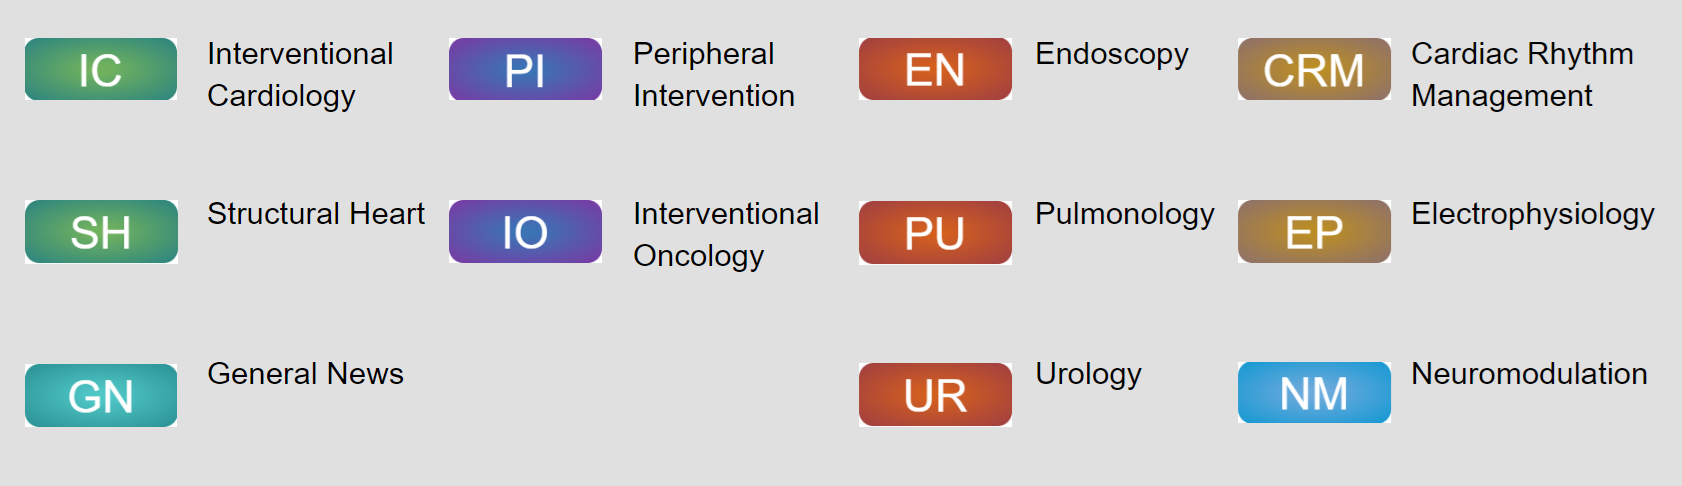 IC
Interventional
Cardiology
PI
Peripheral
Intervention
EN
Endoscopy
CRM
Cardiac Rhythm
Management
SH
Structural Heart
IO
Interventional
Oncology
PU
Pulmonology
EP
Electrophysiology
GN
General News
UR
Urology
NM
Neuromodulation